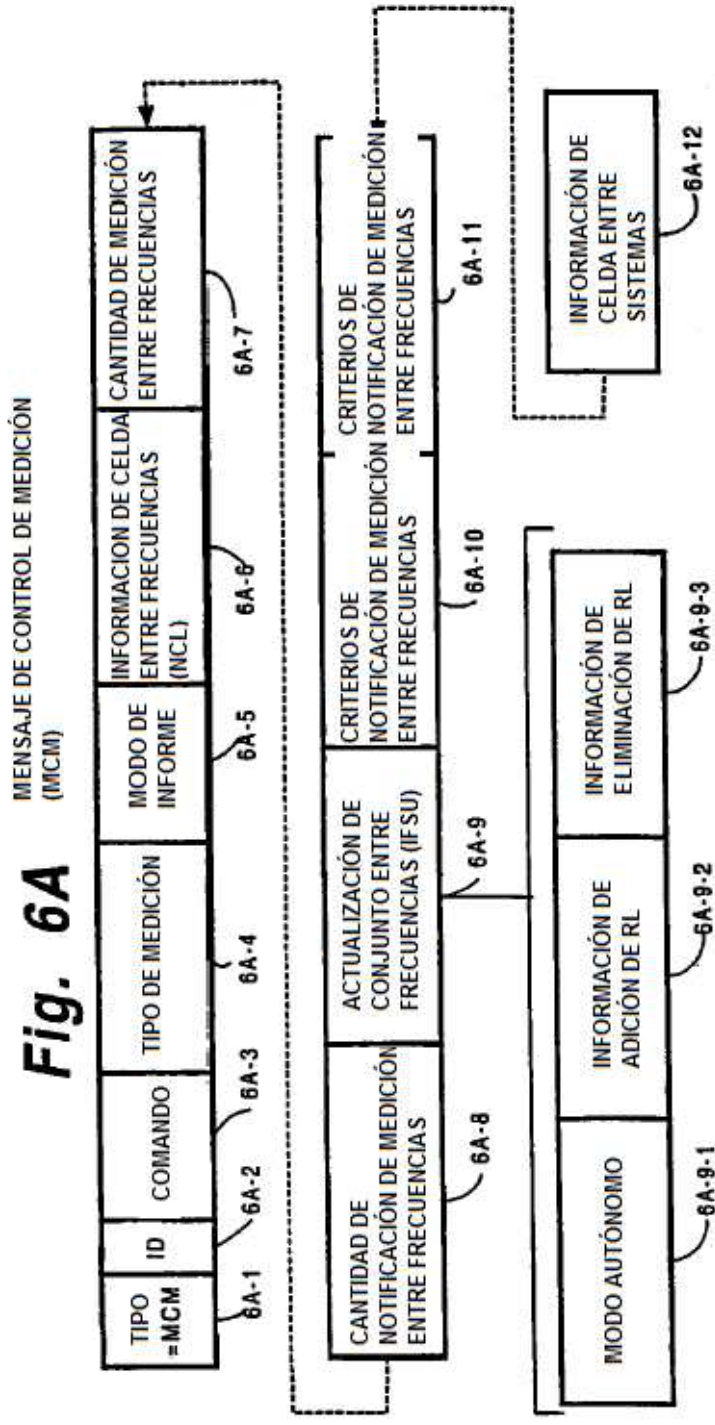 MENSAJE DE CONTROL DE MEDICIÓN
(MCM)
Fig. 6A
TIPO
=MCM
ID
COMANDO
TIPO DE MEDICIÓN
MODO DE
INFORME
INFORMACION DE CELDA
ENTRE FRECUENCIAS
(NCL)
CANTIDAD DE MEDICIÓN
ENTRE FRECUENCIAS
6A-1
6A-2
6A-3
6A-4
6A-5
6A-6
6A-7
CANTIDAD DE
NOTIFICACIÓN DE MEDICIÓN
ENTRE FRECUENCIAS
ACTUALIZACIÓN DE
CONJUNTO ENTRE
FRECUENCIAS (IFSU)
CRITERIOS DE
NOTIFICACIÓN DE MEDICIÓN
ENTRE FRECUENCIAS
CRITERIOS DE
NOTIFICACIÓN DE MEDICIÓN
ENTRE FRECUENCIAS
6A-8
6A-9
6A-10
6A-11
MODO AUTÓNOMO
INFORMACIÓN DE
ADICIÓN DE RL
INFORMACIÓN DE
ELIMINACIÓN DE RL
INFORMACIÓN DE
CELDA ENTRE
SISTEMAS
6A-9-1
6A-9-2
6A-9-3
6A-12